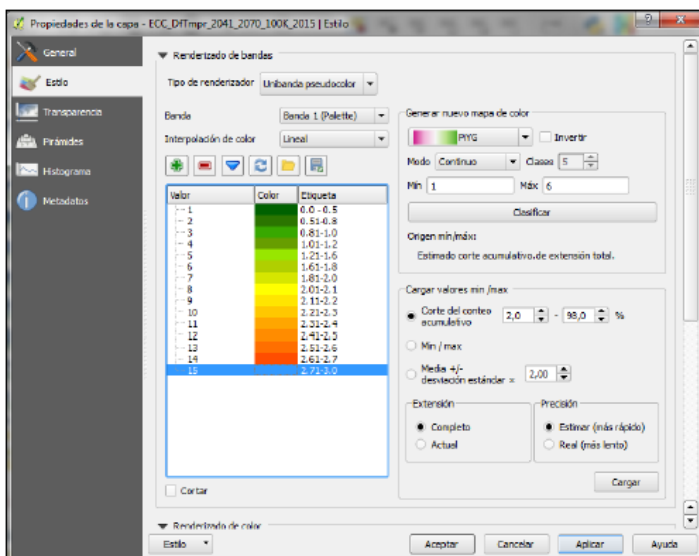 Propiedades de la capa - ECC_DfTmpr_2041_2070_100K_2015 | Estilo
General
Estilo
Transparencia
Pirámides
Histograma
Metadatos
Renderizado de bandas
Tipo de renderizador Unibanda pseudocolor
Banda Banda 1 (Palette)
Interpolación de color Lineal
Valor Color Etiqueta
1 0.0 -0.5
2 0.51-0.8
3 0.81-1.0
4 1.01-1.2
5 1.21-1.6
6 1.61-1.8
7 1.81-2.0
8 2.01-2.1
9 2.11-2.2
10 2.21-2.3
11 2.31-2.4
12 2.41-2.5
13 2.51-2.6
14 2.61-2.7
15 2.71-3.0
Cortar
Generar nuevo mapa de color
PiYG Invertir
Modo Continuo Clases 5
Mín 1 Máx 6
Clasificar
Origen mín/máx:
Estimado corte acumulativo.de extensión total.
Cargar valores min /max
Corte del conteo acumulativo 2,0 - 98,0 %
Min / max
Media +/- desviación estándar × 2,00
Extensión
Completo
Actual
Precisión
Estimar (más rápido)
Real (más lento)
Cargar
Renderizado de color
Estilo Aceptar Cancelar Aplicar Ayuda